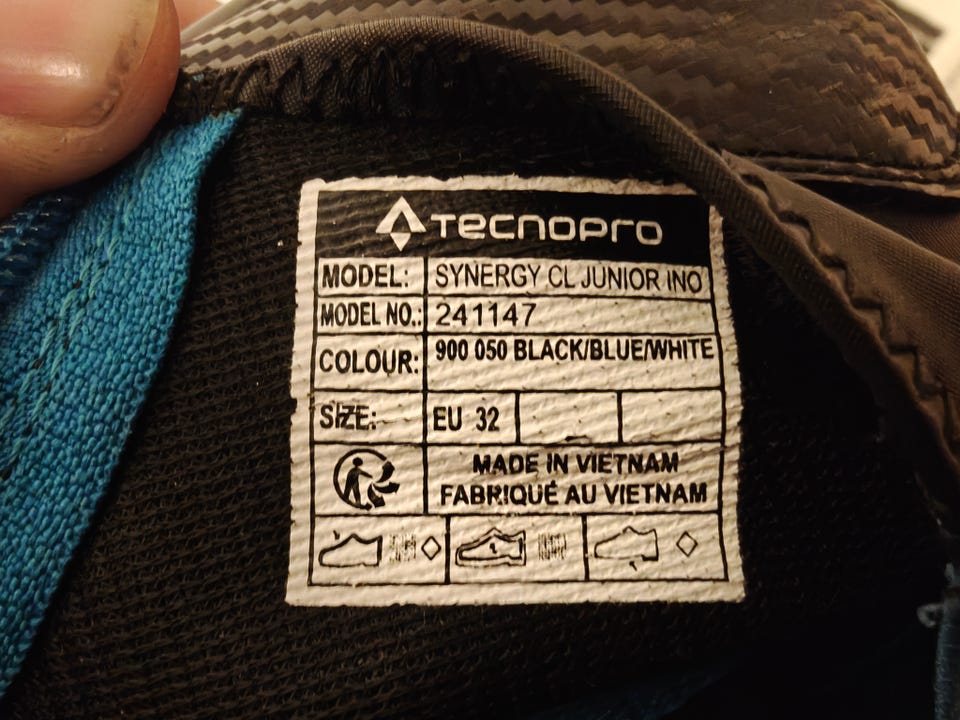 TECNOPRO
MODEL: SYNERGY CL JUNIOR INO
MODEL NO.: 241147
COLOUR: 900 050 BLACK/BLUE/WHITE
SIZE: EU 32
MADE IN VIETNAM
FABRIQUÉ AU VIETNAM